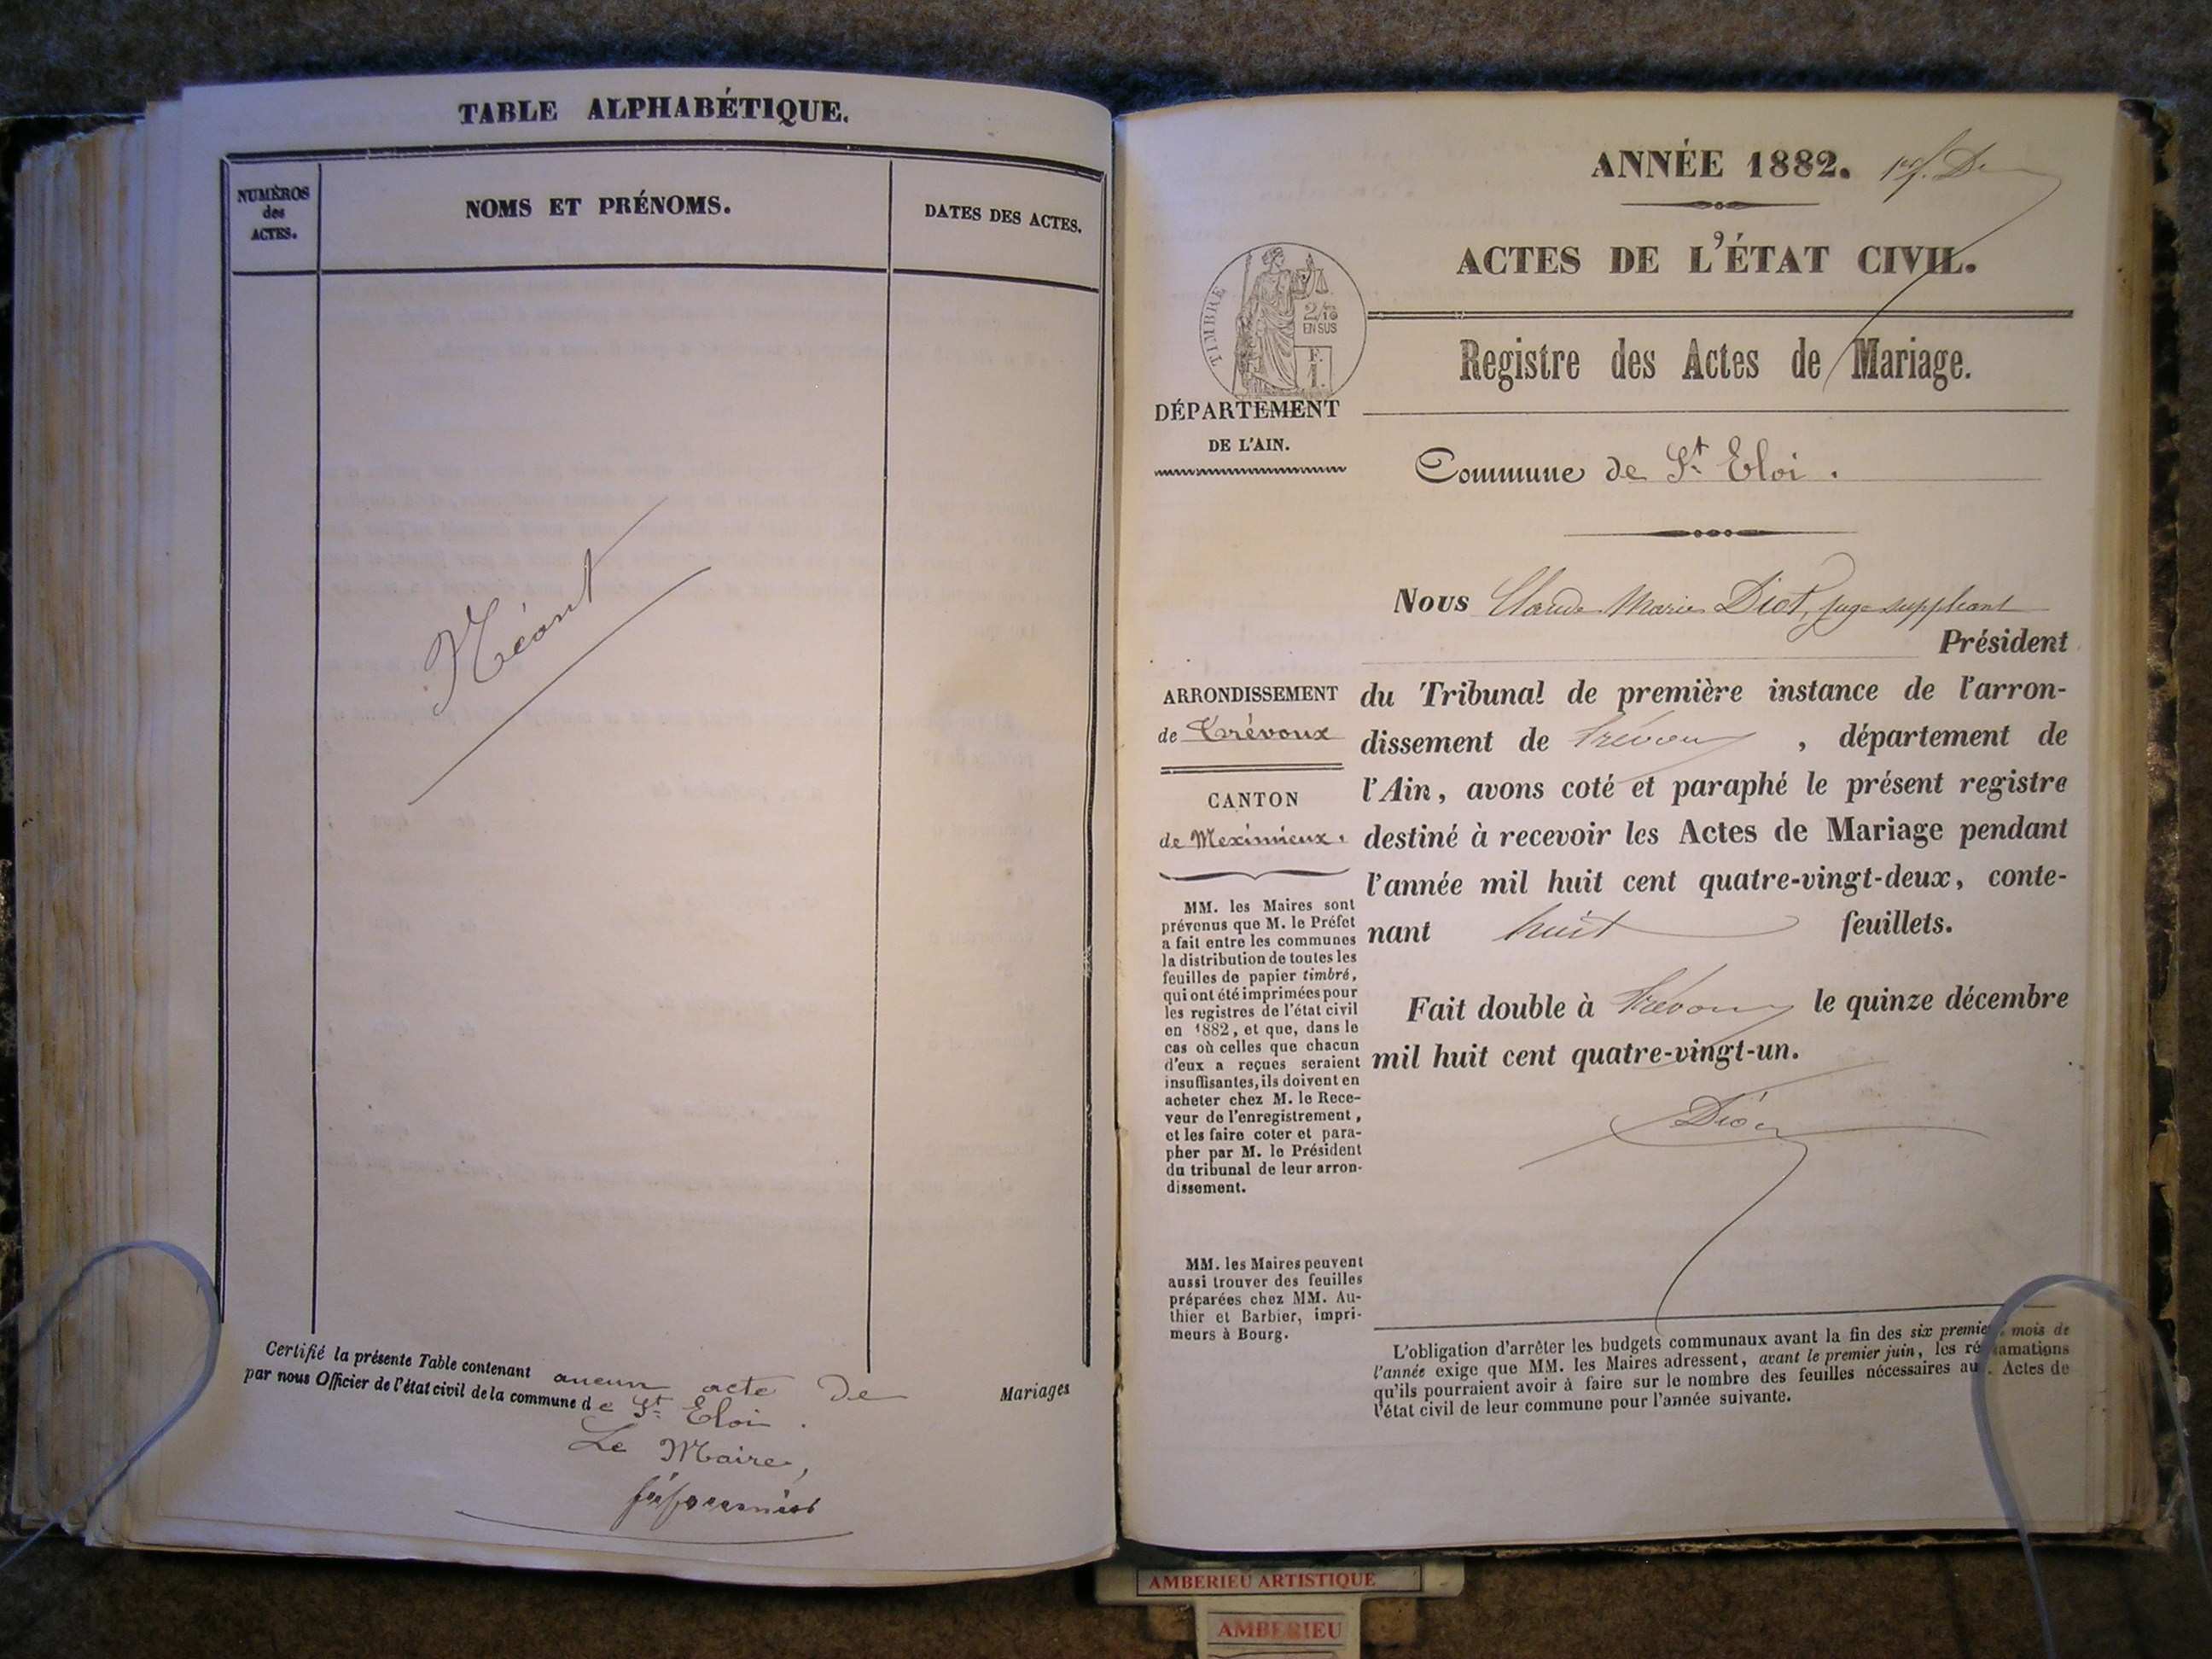 TABLE ALPHABÉTIQUE.
NUMÉROS
des
ACTES.
NOMS ET PRÉNOMS.
DATES DES ACTES.
Néant
Certifié la présente Table contenant aucun acte de Mariages
par nous Officier de l'état civil de la commune de St Eloi.
Le Maire,
ANNÉE 1882.
ACTES DE L'ÉTAT CIVIL.
TIMBRE
2/10
EN SUS
F.
1.
Registre des Actes de Mariage.
DÉPARTEMENT
DE L'AIN.
Commune de St Eloi.
Nous Claude Marie Diot, juge suppléant
Président
du Tribunal de première instance de l'arron-
dissement de Trévoux, département de
l'Ain, avons coté et paraphé le présent registre
destiné à recevoir les Actes de Mariage pendant
l'année mil huit cent quatre-vingt-deux, conte-
nant huit feuillets.
Fait double à Trévoux le quinze décembre
mil huit cent quatre-vingt-un.
ARRONDISSEMENT
de Trévoux
CANTON
de Meximieux.
MM. les Maires sont
prévenus que M. le Préfet
a fait entre les communes
la distribution de toutes les
feuilles de papier timbré,
qui ont été imprimées pour
les registres de l'état civil
en 1882, et que, dans le
cas où celles que chacun
d'eux a reçues seraient
insuffisantes, ils doivent en
acheter chez M. le Rece-
veur de l'enregistrement,
et les faire coter et para-
pher par M. le Président
du tribunal de leur arron-
dissement.
MM. les Maires peuvent
aussi trouver des feuilles
préparées chez MM. Au-
thier et Barbier, impri-
meurs à Bourg.
L'obligation d'arrêter les budgets communaux avant la fin des six premiers mois de
l'année exige que MM. les Maires adressent, avant le premier juin, les réclamations
qu'ils pourraient avoir à faire sur le nombre des feuilles nécessaires aux Actes de
l'état civil de leur commune pour l'année suivante.
AMBERIEU ARTISTIQUE
AMBERIEU